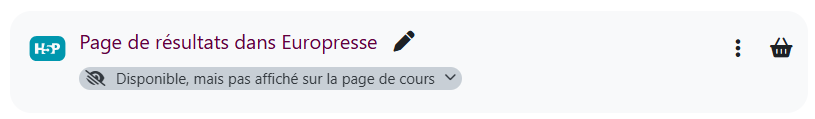 H5P Page de résultats dans Europresse
Disponible, mais pas affiché sur la page de cours